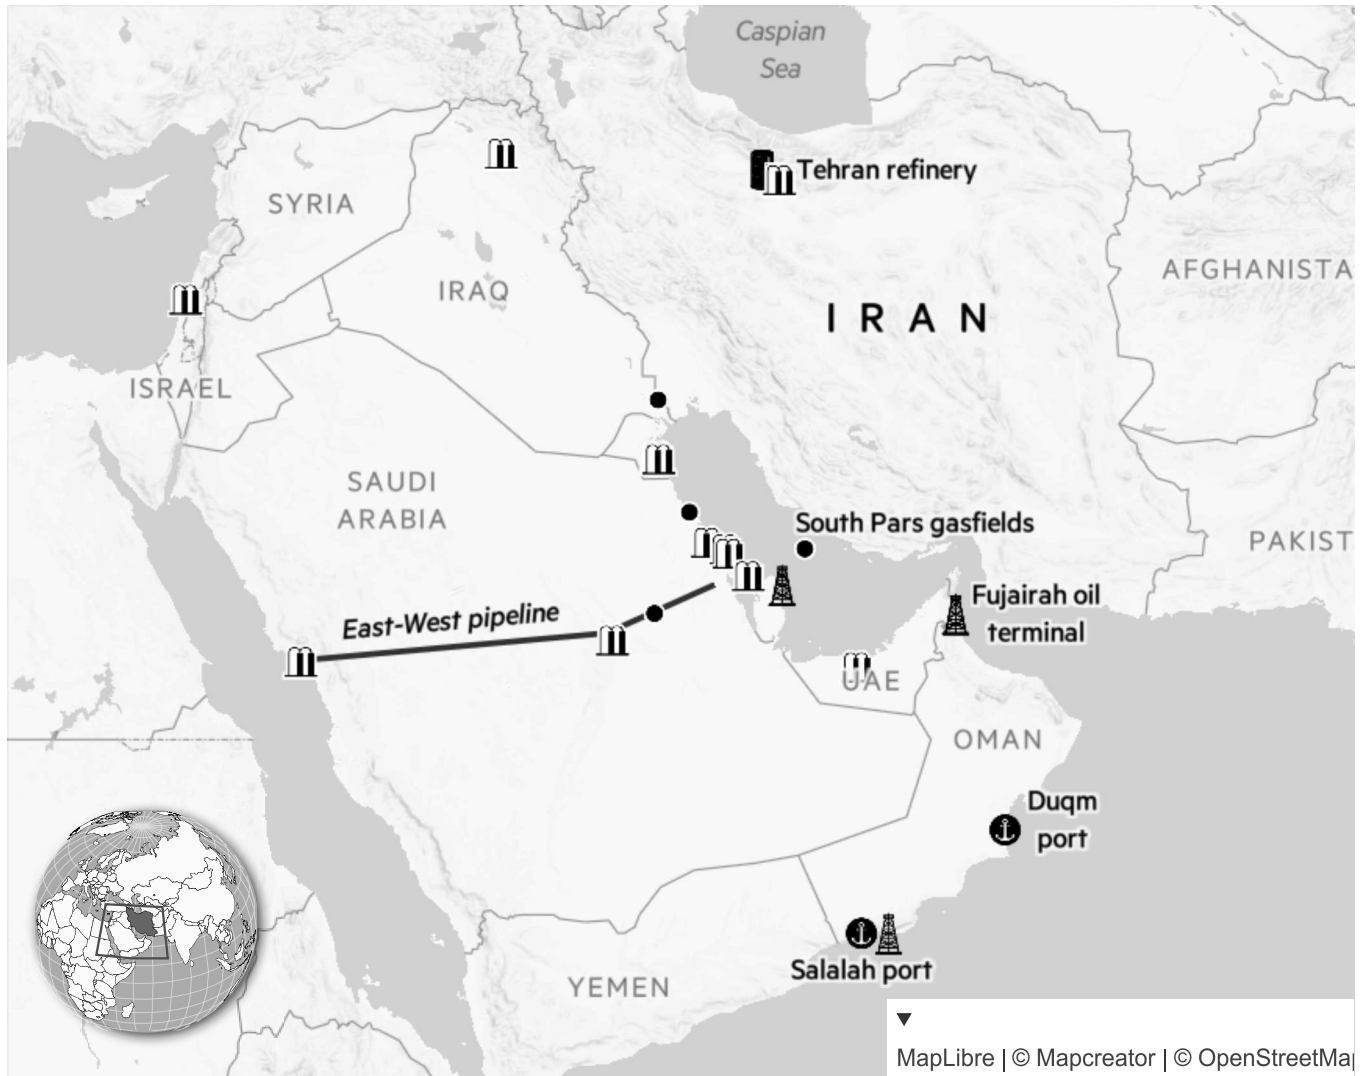 Caspian
Sea
Tehran refinery
SYRIA
AFGHANISTA
IRAQ
IRAN
ISRAEL
SAUDI
ARABIA
South Pars gasfields
PAKIST
Fujairah oil
terminal
East-West pipeline
UAE
OMAN
Duqm
port
Salalah port
YEMEN
MapLibre | © Mapcreator | © OpenStreetMap